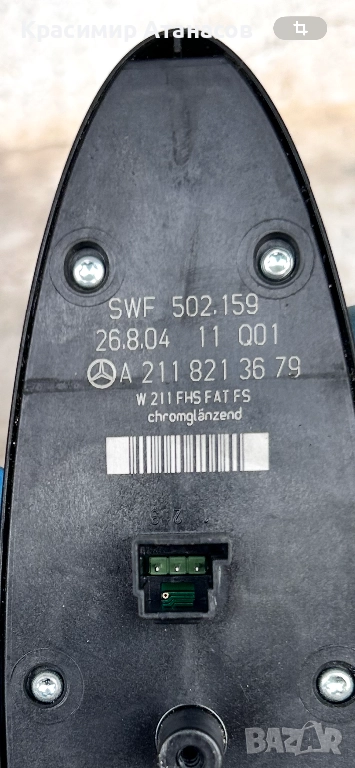 Красимир Атанасов
SWF 502.159
26.8.04 11 Q01
A 211 821 36 79
W 211 FHS FAT FS
chromglänzend
BAZAR